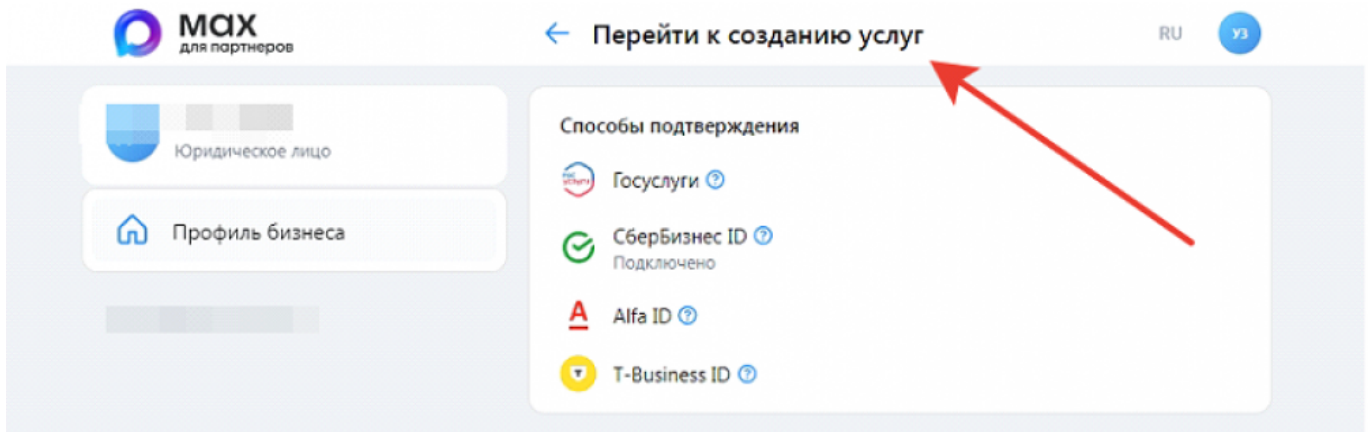 мах
для партнеров
← Перейти к созданию услуг
RU
УЗ
Юридическое лицо
Профиль бизнеса
Способы подтверждения
Госуслуги ?
СберБизнес ID ?
Подключено
Alfa ID ?
T-Business ID ?